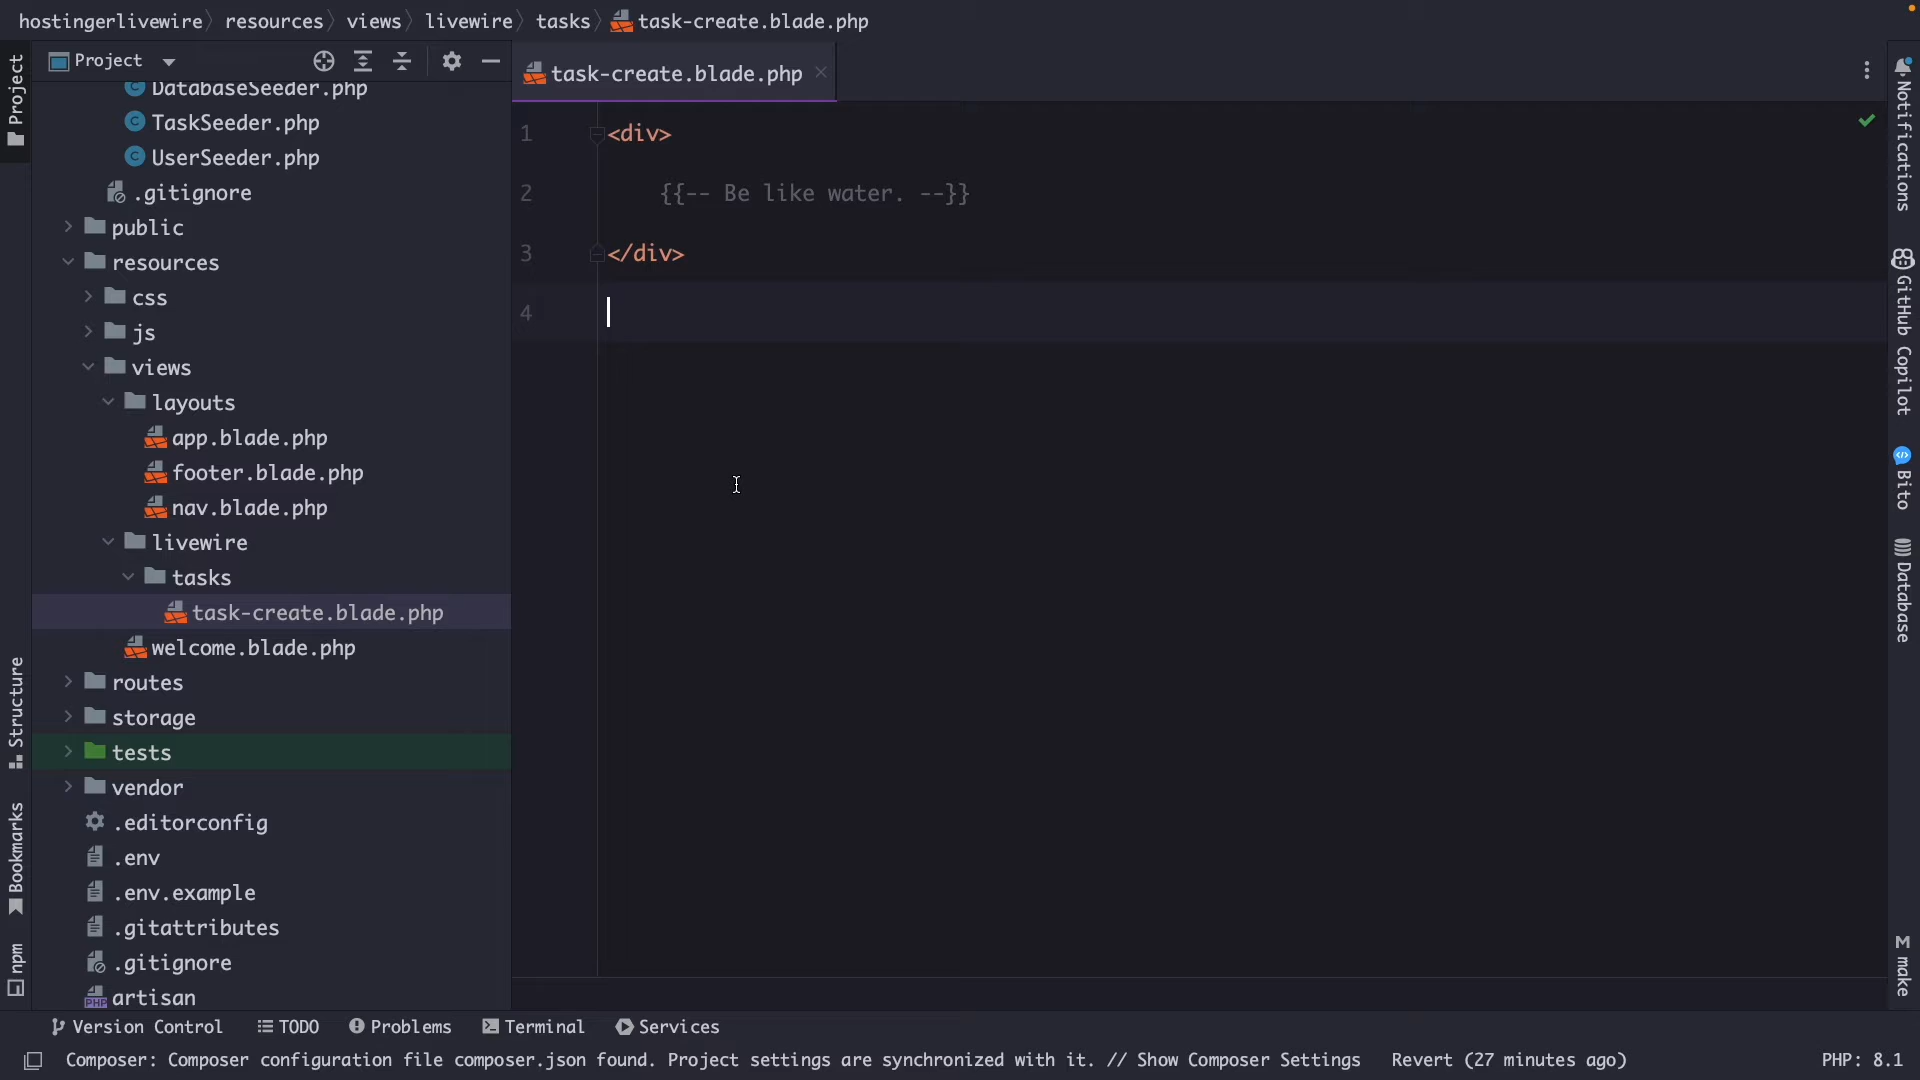 hostingerlivewire resources views livewire tasks task-create.blade.php
Project
Project
task-create.blade.php
DatabaseSeeder.php
TaskSeeder.php
UserSeeder.php
.gitignore
public
resources
css
js
views
layouts
app.blade.php
footer.blade.php
nav.blade.php
livewire
tasks
task-create.blade.php
welcome.blade.php
routes
storage
tests
vendor
.editorconfig
.env
.env.example
.gitattributes
.gitignore
PHP artisan
Structure
Bookmarks
npm
1 <div>
2 {{-- Be like water. --}}
3 </div>
4
Notifications
GitHub Copilot
Bito
Database
M make
Version Control TODO Problems Terminal Services
Composer: Composer configuration file composer.json found. Project settings are synchronized with it. // Show Composer Settings Revert (27 minutes ago) PHP: 8.1